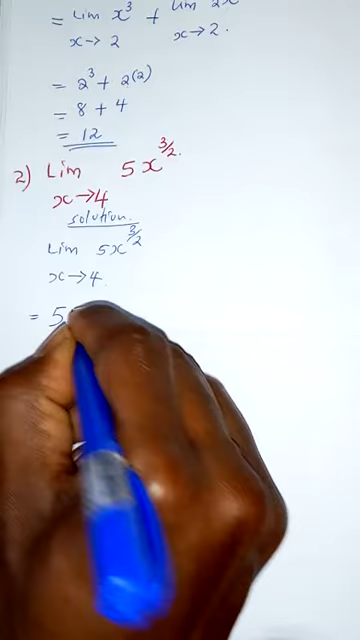 = lim x³ + lim 2x
x→2 x→2.
= 2³ + 2(2)
= 8 + 4
= 12
2) Lim 5x^3/2.
x→4
solution.
Lim 5x^3/2
x→4.
= 5